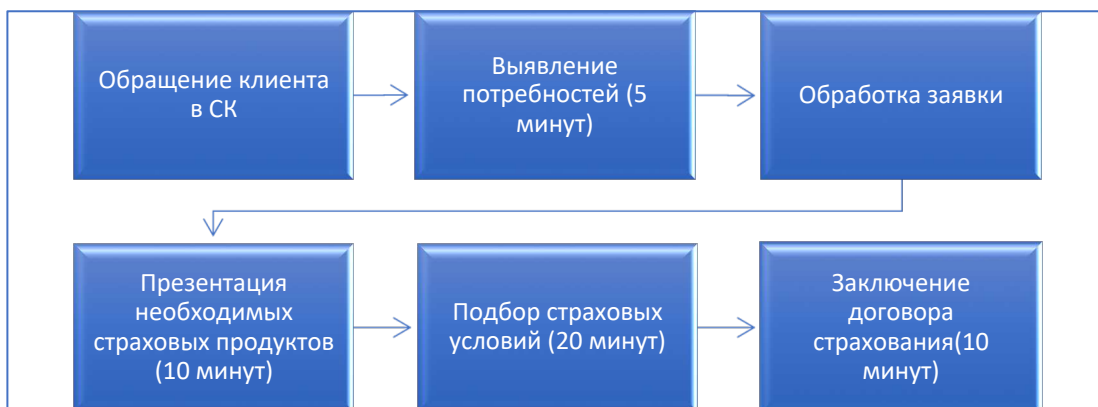 Обращение клиента
в СК
Выявление
потребностей (5
минут)
Обработка заявки
Презентация
необходимых
страховых продуктов
(10 минут)
Подбор страховых
условий (20 минут)
Заключение
договора
страхования(10
минут)